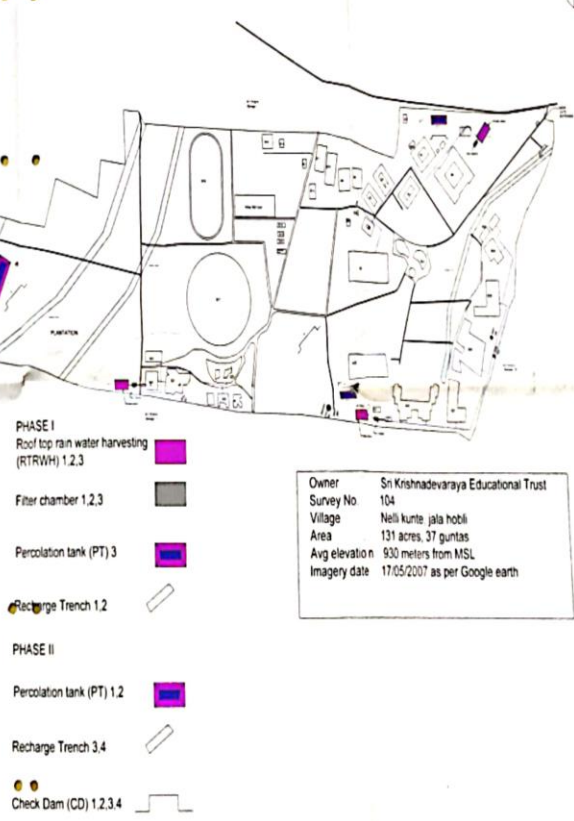 PLANTATION
PHASE I
Roof top rain water harvesting
(RTRWH) 1,2,3
Filter chamber 1,2,3
Percolation tank (PT) 3
Recharge Trench 1,2
PHASE II
Percolation tank (PT) 1,2
Recharge Trench 3,4
Check Dam (CD) 1,2,3,4
Owner Sri Krishnadevaraya Educational Trust
Survey No. 104
Village Nelli kunte jala hobli
Area 131 acres, 37 guntas
Avg elevation 930 meters from MSL
Imagery date 17/05/2007 as per Google earth